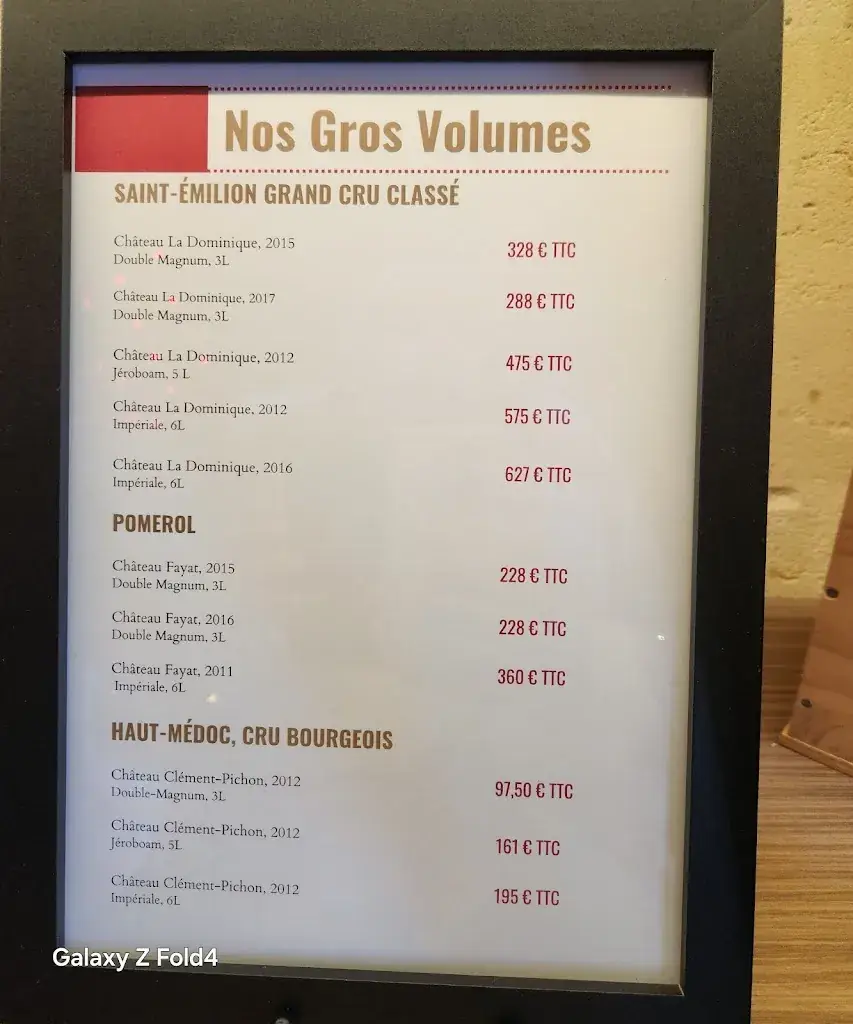 Nos Gros Volumes
SAINT-ÉMILION GRAND CRU CLASSÉ
Château La Dominique, 2015
328 € TTC
Double Magnum, 3L
Château La Dominique, 2017
288 € TTC
Double Magnum, 3L
Château La Dominique, 2012
475 € TTC
Jéroboam, 5 L
Château La Dominique, 2012
575 € TTC
Impériale, 6L
Château La Dominique, 2016
627 € TTC
Impériale, 6L
POMEROL
Château Fayat, 2015
228 € TTC
Double Magnum, 3L
Château Fayat, 2016
228 € TTC
Double Magnum, 3L
Château Fayat, 2011
360 € TTC
Impériale, 6L
HAUT-MÉDOC, CRU BOURGEOIS
Château Clément-Pichon, 2012
97,50 € TTC
Double-Magnum, 3L
Château Clément-Pichon, 2012
161 € TTC
Jéroboam, 5L
Château Clément-Pichon, 2012
195 € TTC
Impériale, 6L
Galaxy Z Fold4